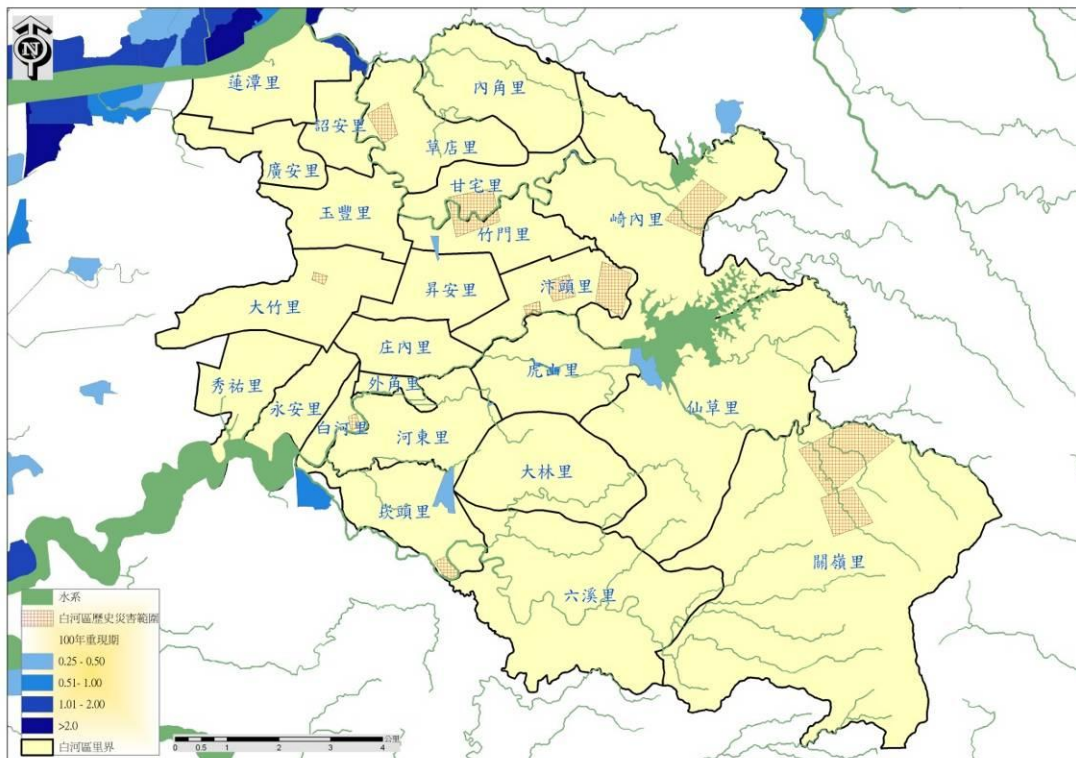 N
蓮潭里
內角里
詔安里
草店里
廣安里
甘宅里
玉豐里
崎內里
竹門里
汴頭里
昇安里
大竹里
庄內里
虎山里
外角里
秀祐里
仙草里
永安里
白河里
河東里
大林里
崁頭里
關嶺里
六溪里
水系
白河區歷史災害範圍
100年重現期
0.25 - 0.50
0.51- 1.00
1.01 - 2.00
>2.0
白河區里界
公里
0 0.5 1 2 3 4